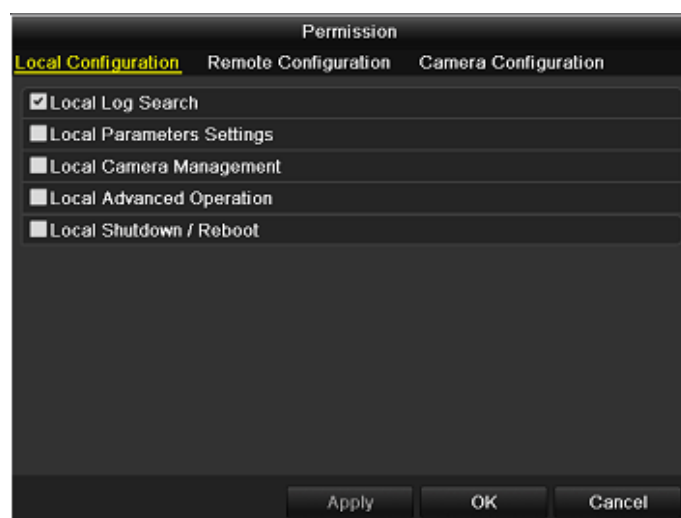 Permission
Local Configuration Remote Configuration Camera Configuration
Local Log Search
Local Parameters Settings
Local Camera Management
Local Advanced Operation
Local Shutdown / Reboot
Apply OK Cancel